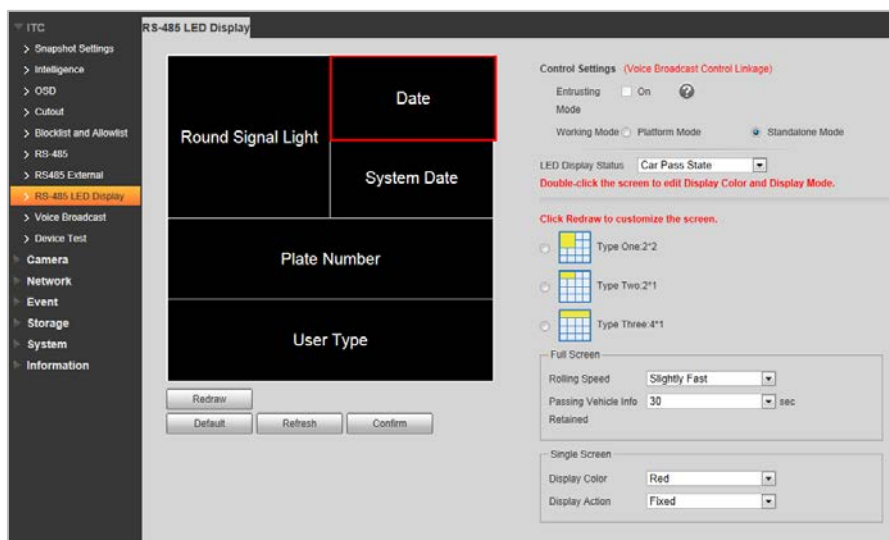 ITC
Snapshot Settings
Intelligence
OSD
Cutout
Blocklist and Allowlist
RS-485
RS485 External
RS-485 LED Display
Voice Broadcast
Device Test
Camera
Network
Event
Storage
System
Information
RS-485 LED Display
Round Signal Light
Date
System Date
Plate Number
User Type
Redraw
Default Refresh Confirm
Control Settings (Voice Broadcast Control Linkage)
Entrusting On
Mode
Working Mode Platform Mode Standalone Mode
LED Display Status Car Pass State
Double-click the screen to edit Display Color and Display Mode.
Click Redraw to customize the screen.
Type One:2*2
Type Two:2*1
Type Three:4*1
Full Screen
Rolling Speed Slightly Fast
Passing Vehicle Info 30 sec
Retained
Single Screen
Display Color Red
Display Action Fixed